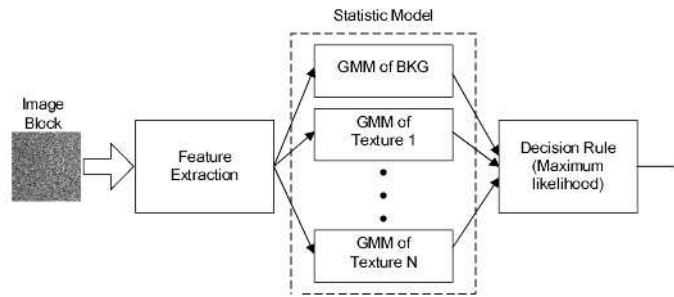 Statistic Model
GMM of BKG
Image
Block
GMM of
Texture 1
Feature
Extraction
Decision Rule
(Maximum
likelihood)
GMM of
Texture N